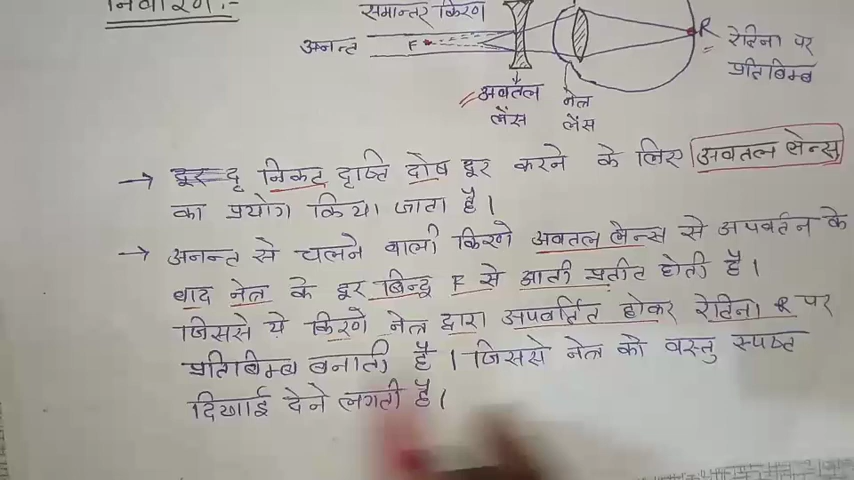 निवारण :-
समान्तर किरण
अनन्त F R रेटिना पर
प्रतिबिम्ब
अवतल नेत्र
लेंस लेंस
→ निकट दृष्टि दोष दूर करने के लिए अवतल लेन्स
का प्रयोग किया जाता है।
→ अनन्त से चलने वाली किरणे अवतल लेन्स से अपवर्तन के
बाद नेत्र के दूर बिन्दू F से आती प्रतीत होती है।
जिससे ये किरणे नेत्र द्वारा अपवर्तित होकर रेटिना R पर
प्रतिबिम्ब बनाती है। जिससे नेत्र को वस्तु स्पष्ट
दिखाई देने लगती है।